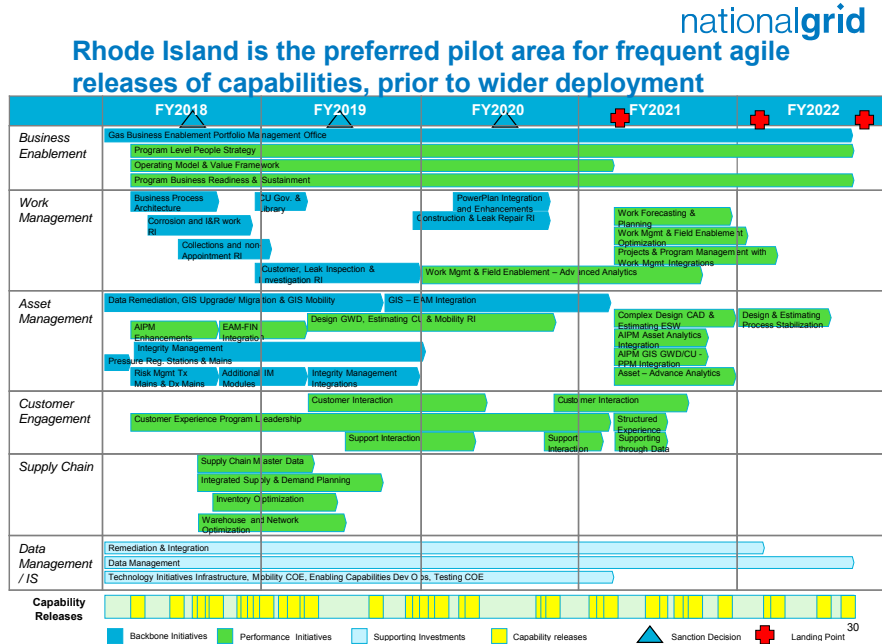 nationalgrid
Rhode Island is the preferred pilot area for frequent agile
releases of capabilities, prior to wider deployment
FY2018 FY2019 FY2020 FY2021 FY2022
Business
Enablement
Gas Business Enablement Portfolio Management Office
Program Level People Strategy
Operating Model & Value Framework
Program Business Readiness & Sustainment
Work
Management
Business Process
Architecture
CU Gov. &
Library
PowerPlan Integration
and Enhancements
Corrosion and I&R work
RI
Construction & Leak Repair RI
Work Forecasting &
Planning
Work Mgmt & Field Enablement
Optimization
Collections and non-
Appointment RI
Projects & Program Management with
Work Mgmt Integrations
Customer, Leak Inspection &
Investigation RI
Work Mgmt & Field Enablement – Advanced Analytics
Asset
Management
Data Remediation, GIS Upgrade/ Migration & GIS Mobility
GIS – EAM Integration
Design GWD, Estimating CU & Mobility RI
Complex Design CAD &
Estimating ESW
Design & Estimating
Process Stabilization
AIPM
Enhancements
EAM-FIN
Integration
AIPM Asset Analytics
Integration
Integrity Management
Pressure Reg. Stations & Mains
AIPM GIS GWD/CU -
PPM Integration
Risk Mgmt Tx
Mains & Dx Mains
Additional IM
Modules
Integrity Management
Integrations
Asset – Advance Analytics
Customer
Engagement
Customer Interaction
Customer Interaction
Customer Experience Program Leadership
Structured
Experience
Support Interaction
Support
Interaction
Supporting
through Data
Supply Chain
Supply Chain Master Data
Integrated Supply & Demand Planning
Inventory Optimization
Warehouse and Network
Optimization
Data
Management
/ IS
Remediation & Integration
Data Management
Technology Initiatives Infrastructure, Mobility COE, Enabling Capabilities Dev Ops, Testing COE
Capability
Releases
Backbone Initiatives
Performance Initiatives
Supporting Investments
Capability releases
Sanction Decision
Landing Point
30